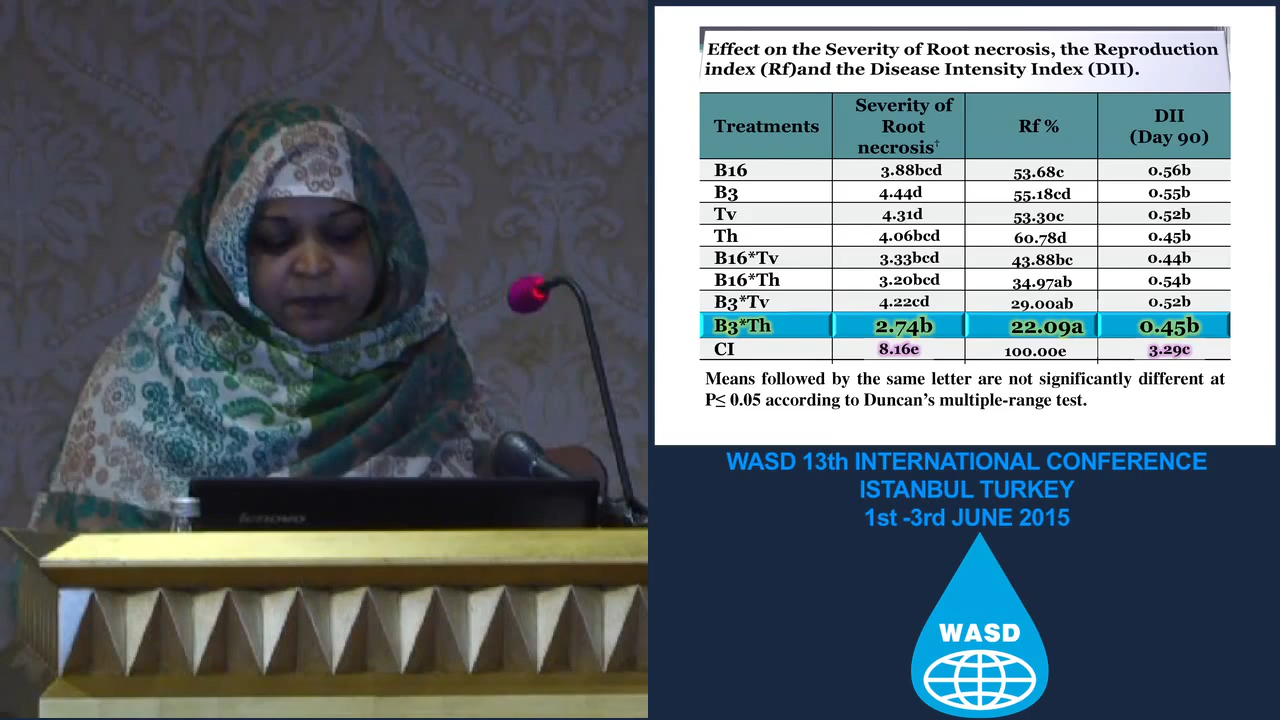 Effect on the Severity of Root necrosis, the Reproduction
index (Rf)and the Disease Intensity Index (DII).
Treatments Severity of Root necrosis† Rf % DII (Day 90)
B16 3.88bcd 53.68c 0.56b
B3 4.44d 55.18cd 0.55b
Tv 4.31d 53.30c 0.52b
Th 4.06bcd 60.78d 0.45b
B16*Tv 3.33bcd 43.88bc 0.44b
B16*Th 3.20bcd 34.97ab 0.54b
B3*Tv 4.22cd 29.00ab 0.52b
B3*Th 2.74b 22.09a 0.45b
CI 8.16e 100.00e 3.29c
Means followed by the same letter are not significantly different at
P≤ 0.05 according to Duncan's multiple-range test.
WASD 13th INTERNATIONAL CONFERENCE
ISTANBUL TURKEY
1st -3rd JUNE 2015
WASD
lenovo